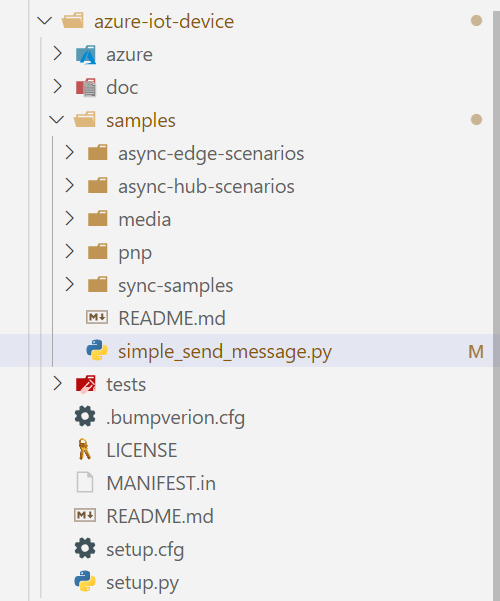 azure-iot-device
azure
doc
samples
async-edge-scenarios
async-hub-scenarios
media
pnp
sync-samples
README.md
simple_send_message.py M
tests
.bumpverion.cfg
LICENSE
MANIFEST.in
README.md
setup.cfg
setup.py